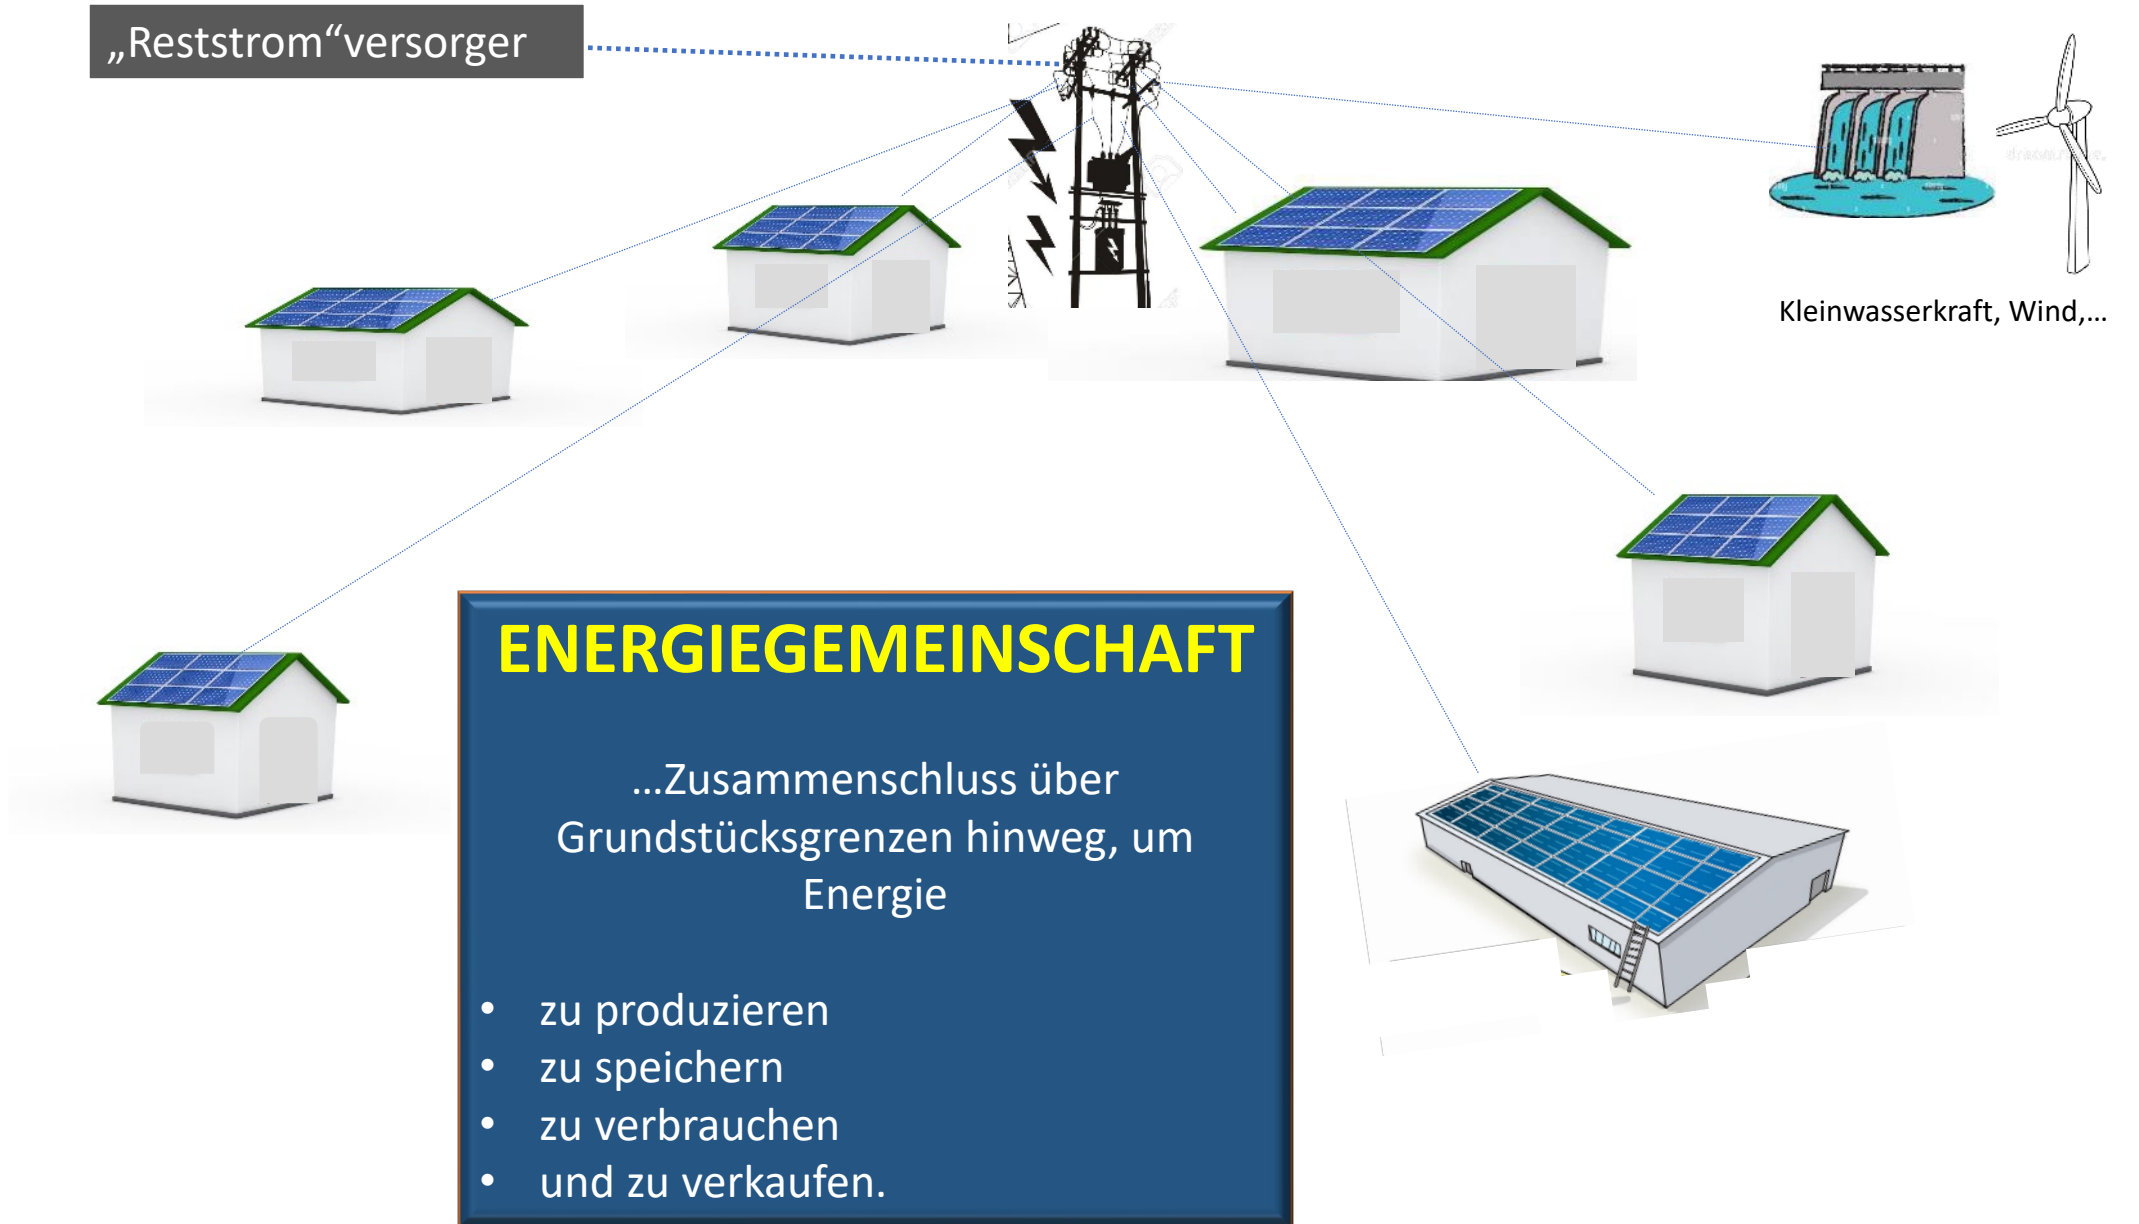 „Reststrom“versorger
Kleinwasserkraft, Wind,...
ENERGIEGEMEINSCHAFT
...Zusammenschluss über
Grundstücksgrenzen hinweg, um
Energie
• zu produzieren
• zu speichern
• zu verbrauchen
• und zu verkaufen.